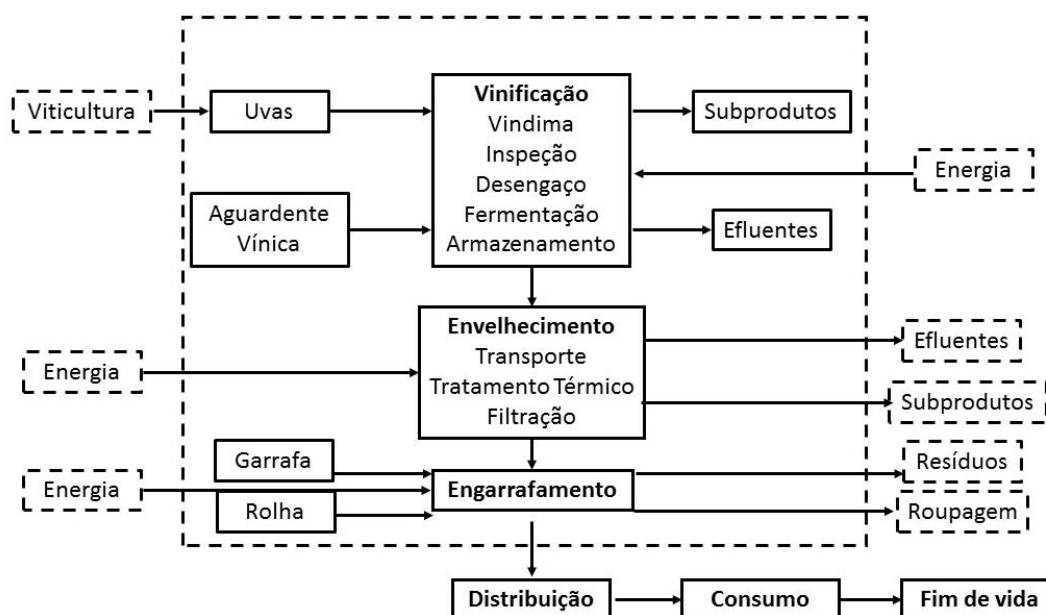 Viticultura
Uvas
Vinificação
Vindima
Inspeção
Desengaço
Fermentação
Armazenamento
Subprodutos
Energia
Aguardente
Vínica
Efluentes
Envelhecimento
Transporte
Tratamento Térmico
Filtração
Efluentes
Energia
Subprodutos
Garrafa
Energia
Rolha
Engarrafamento
Resíduos
Roupagem
Distribuição
Consumo
Fim de vida